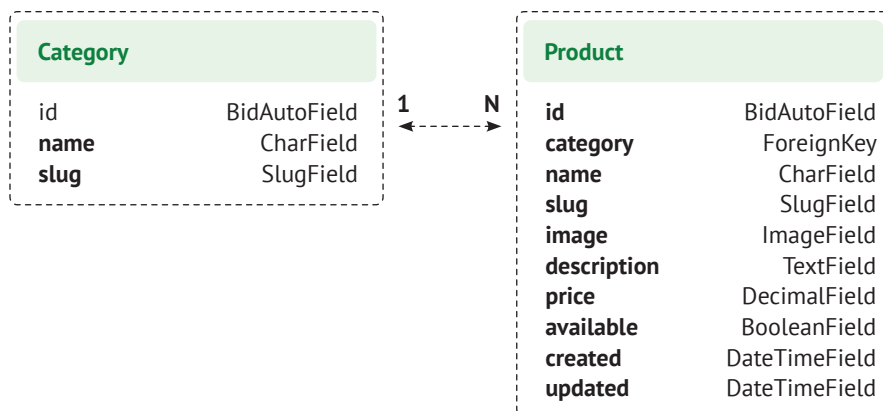 Category
id BidAutoField
name CharField
slug SlugField
1 N
Product
id BidAutoField
category ForeignKey
name CharField
slug SlugField
image ImageField
description TextField
price DecimalField
available BooleanField
created DateTimeField
updated DateTimeField